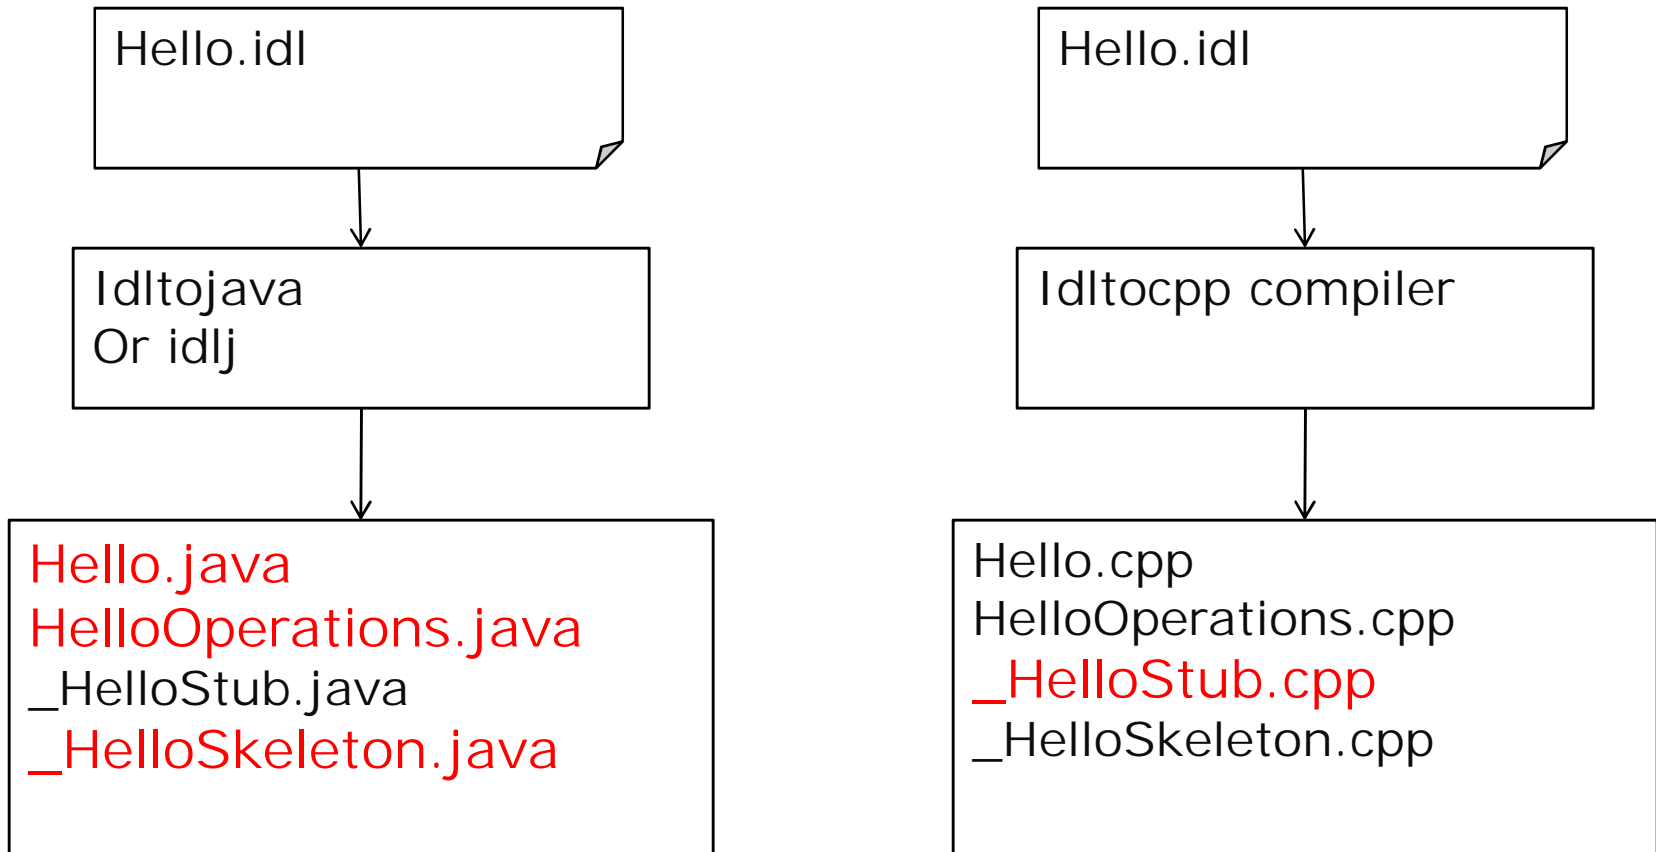 Hello.idl
Idltojava
Or idlj
Hello.java
HelloOperations.java
_HelloStub.java
_HelloSkeleton.java
Hello.idl
Idltocpp compiler
Hello.cpp
HelloOperations.cpp
_HelloStub.cpp
_HelloSkeleton.cpp